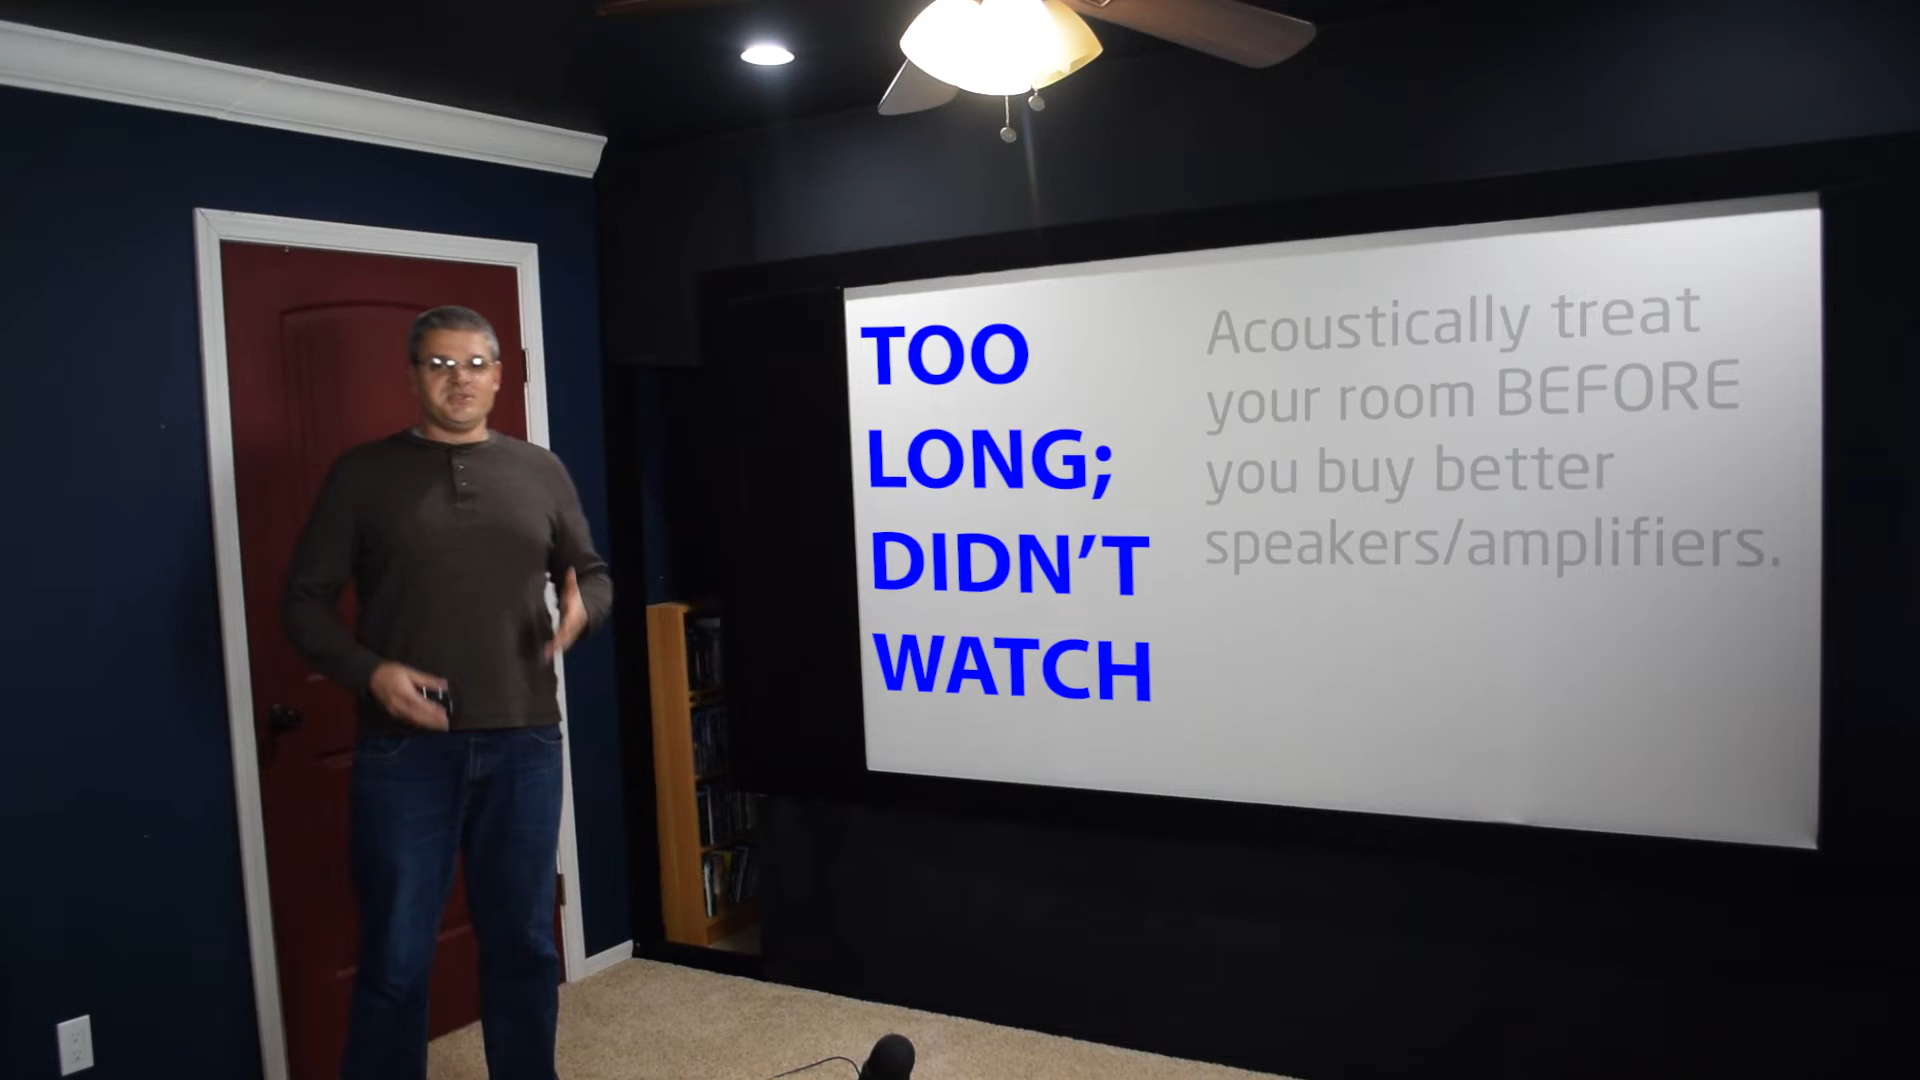 TOO
LONG;
DIDN’T
WATCH
Acoustically treat
your room BEFORE
you buy better
speakers/amplifiers.